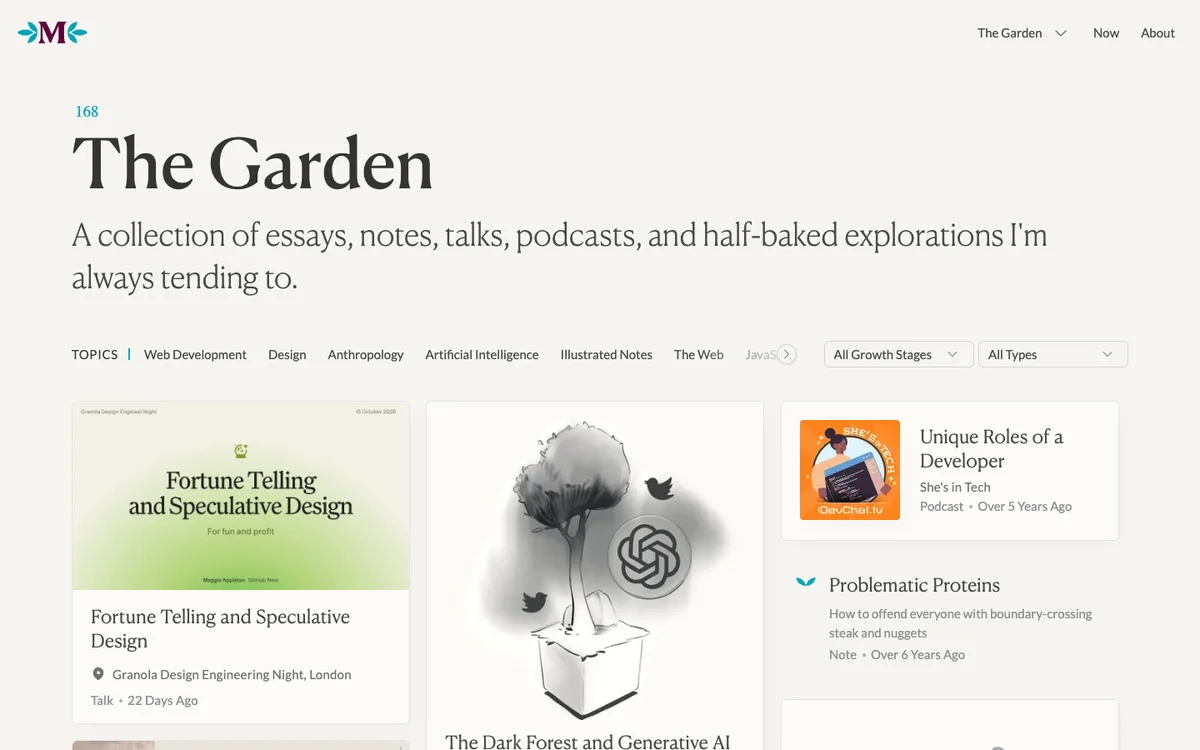 M
The Garden
Now
About
168
The Garden
A collection of essays, notes, talks, podcasts, and half-baked explorations I'm
always tending to.
TOPICS
Web Development
Design
Anthropology
Artificial Intelligence
Illustrated Notes
The Web
JavaS
All Growth Stages
All Types
Granola Design Engineer Night
Fortune Telling
and Speculative Design
For fun and profit
Maggie Appleton GitHub Next
Fortune Telling and Speculative
Design
Granola Design Engineering Night, London
Talk • 22 Days Ago
The Dark Forest and Generative AI
SHE'S IN TECH
DevChat.tv
Unique Roles of a
Developer
She's in Tech
Podcast • Over 5 Years Ago
Problematic Proteins
How to offend everyone with boundary-crossing
steak and nuggets
Note • Over 6 Years Ago